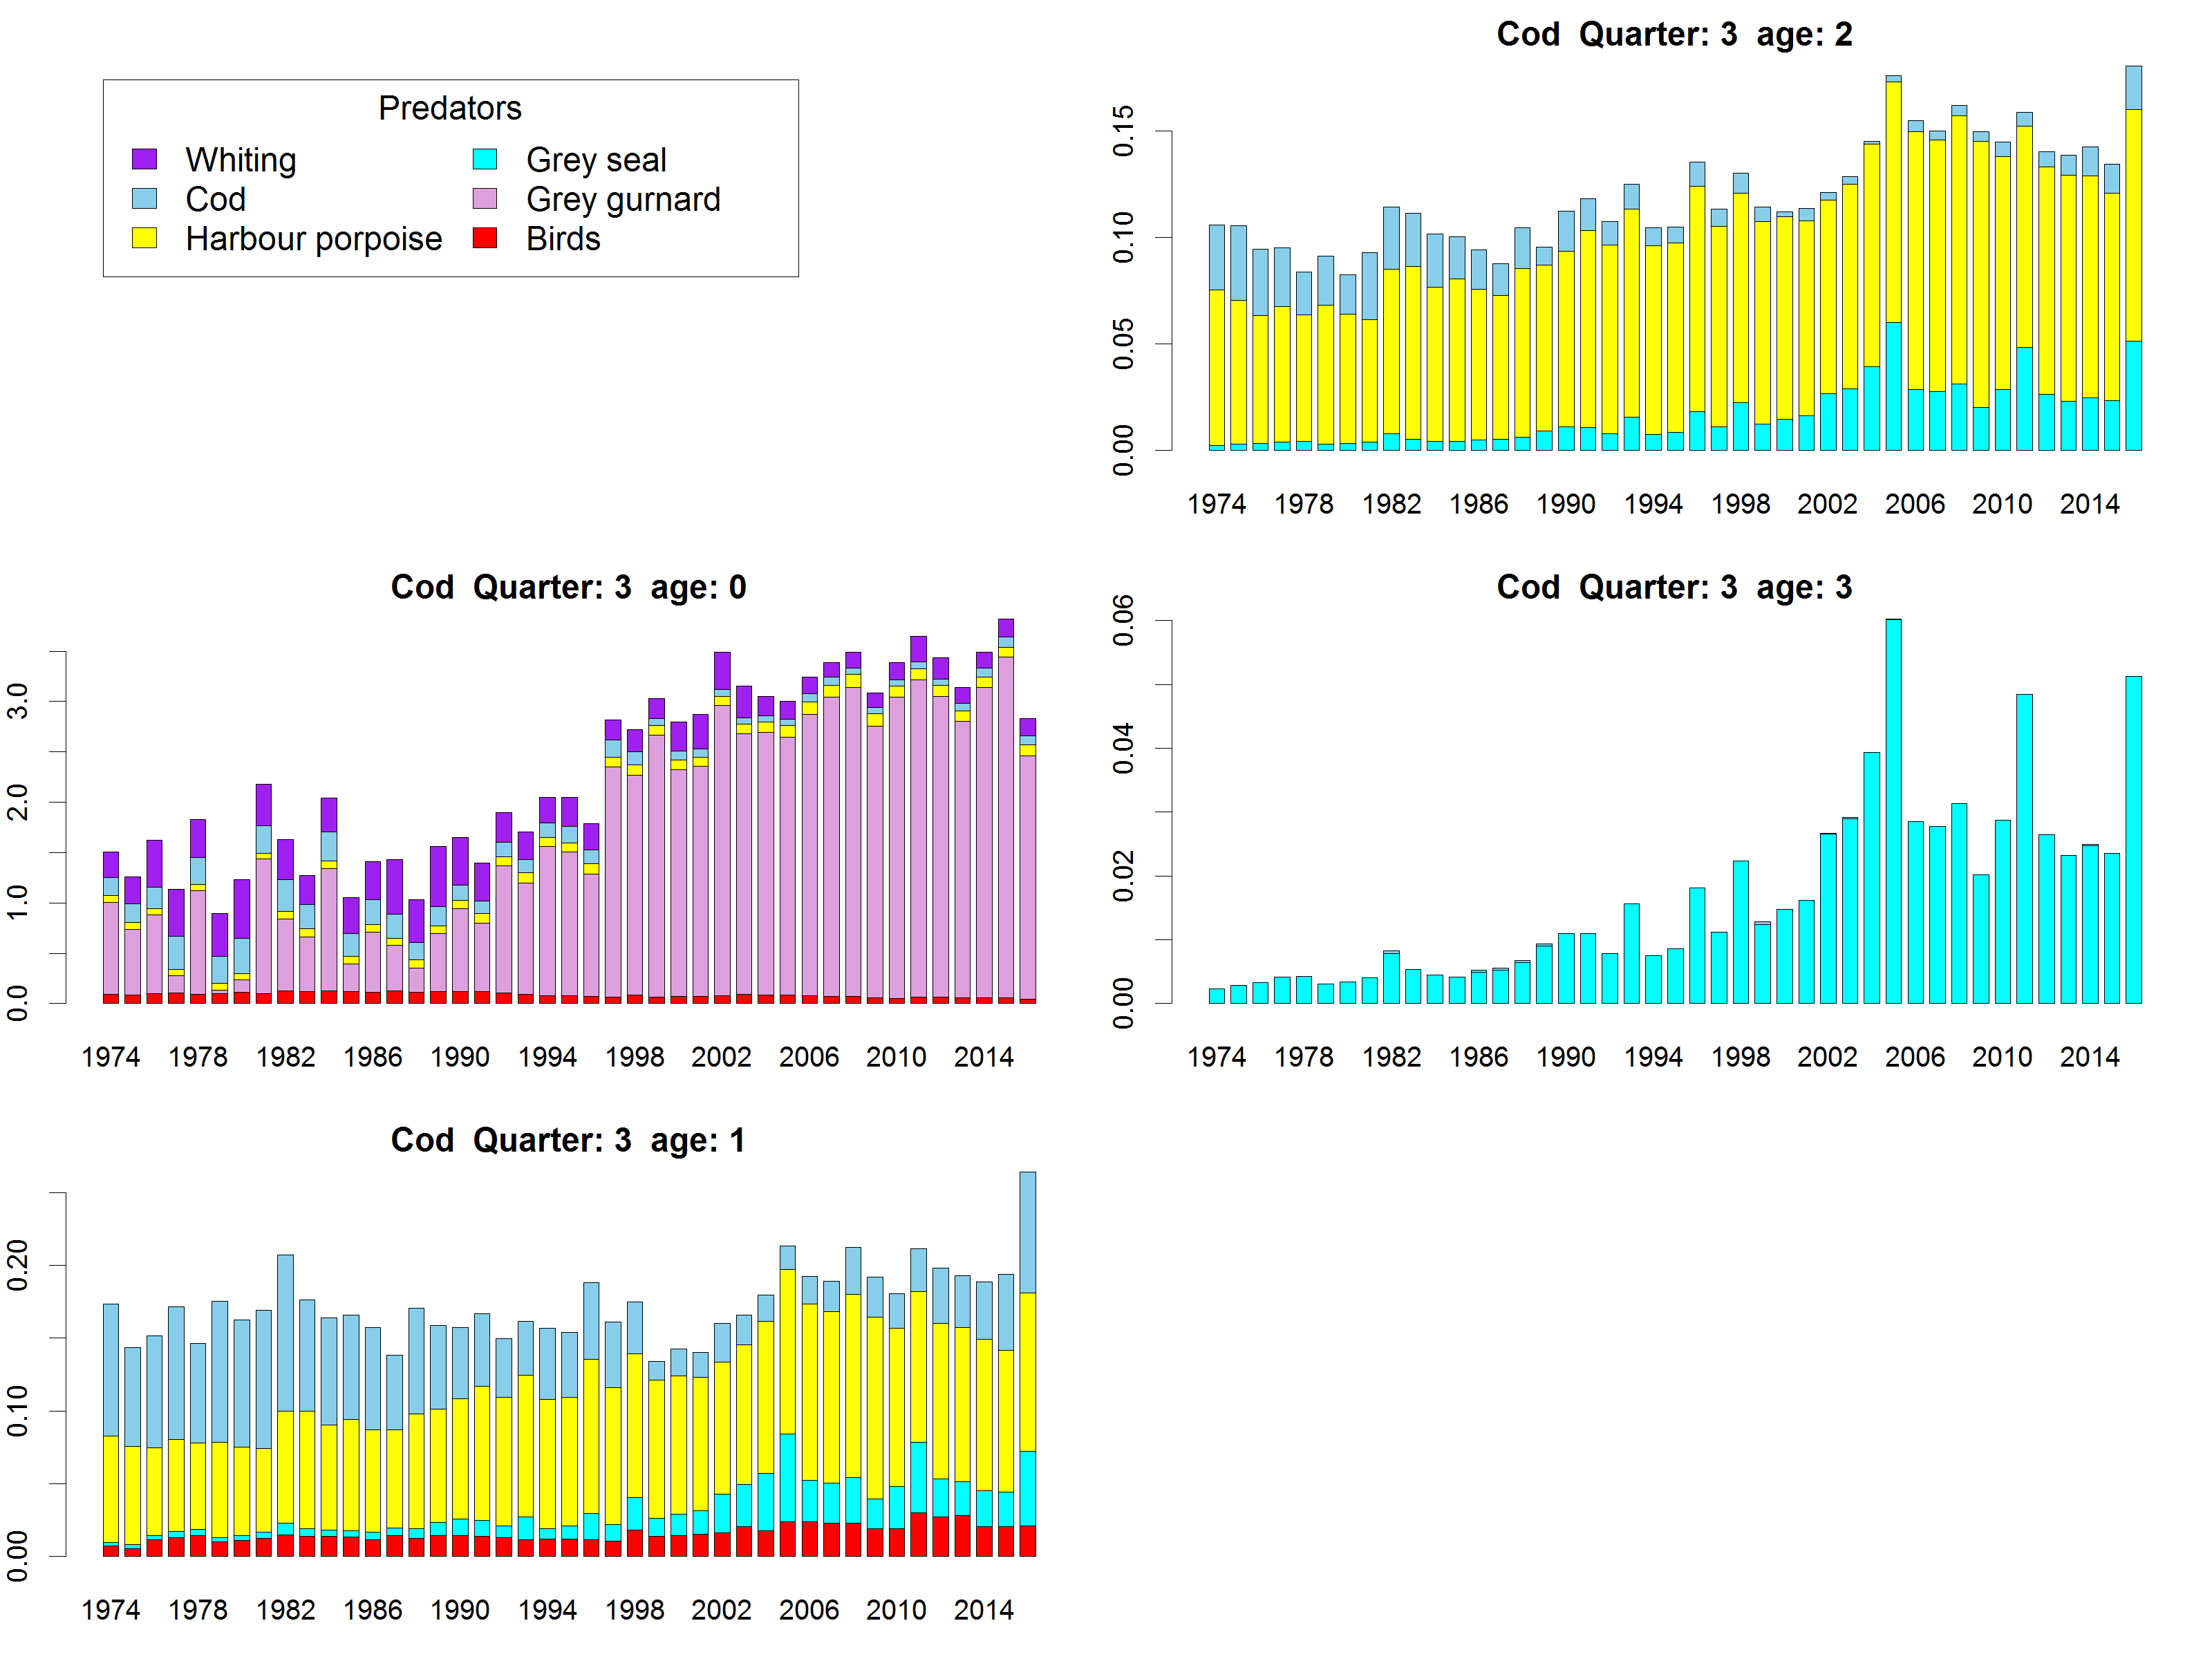 Predators
Whiting
Grey seal
Cod
Grey gurnard
Harbour porpoise
Birds
Cod Quarter: 3 age: 2
0.15
0.10
0.05
0.00
1974 1978 1982 1986 1990 1994 1998 2002 2006 2010 2014
Cod Quarter: 3 age: 0
3.0
2.0
1.0
0.0
1974 1978 1982 1986 1990 1994 1998 2002 2006 2010 2014
Cod Quarter: 3 age: 3
0.06
0.04
0.02
0.00
1974 1978 1982 1986 1990 1994 1998 2002 2006 2010 2014
Cod Quarter: 3 age: 1
0.20
0.10
0.00
1974 1978 1982 1986 1990 1994 1998 2002 2006 2010 2014